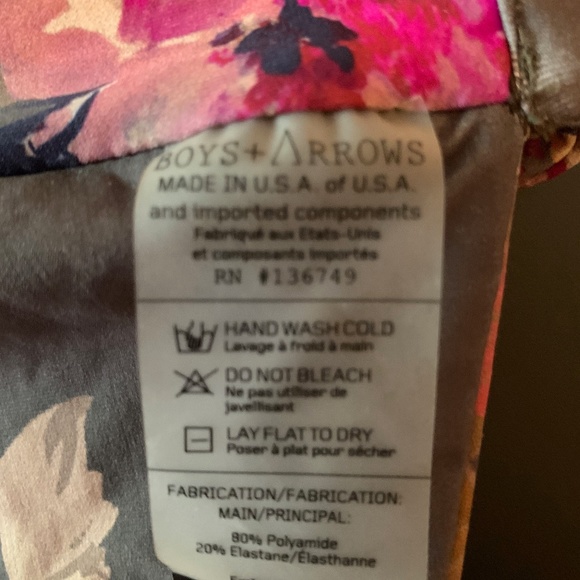 BOYS+ARROWS
MADE IN U.S.A. of U.S.A.
and imported components
Fabriqué aux Etats-Unis
et composants importés
RN #136749
HAND WASH COLD
Lavage à froid à main
DO NOT BLEACH
Ne pas utiliser de
javellisant
LAY FLAT TO DRY
Poser à plat pour sécher
FABRICATION/FABRICATION:
MAIN/PRINCIPAL:
80% Polyamide
20% Elastane/Élasthanne